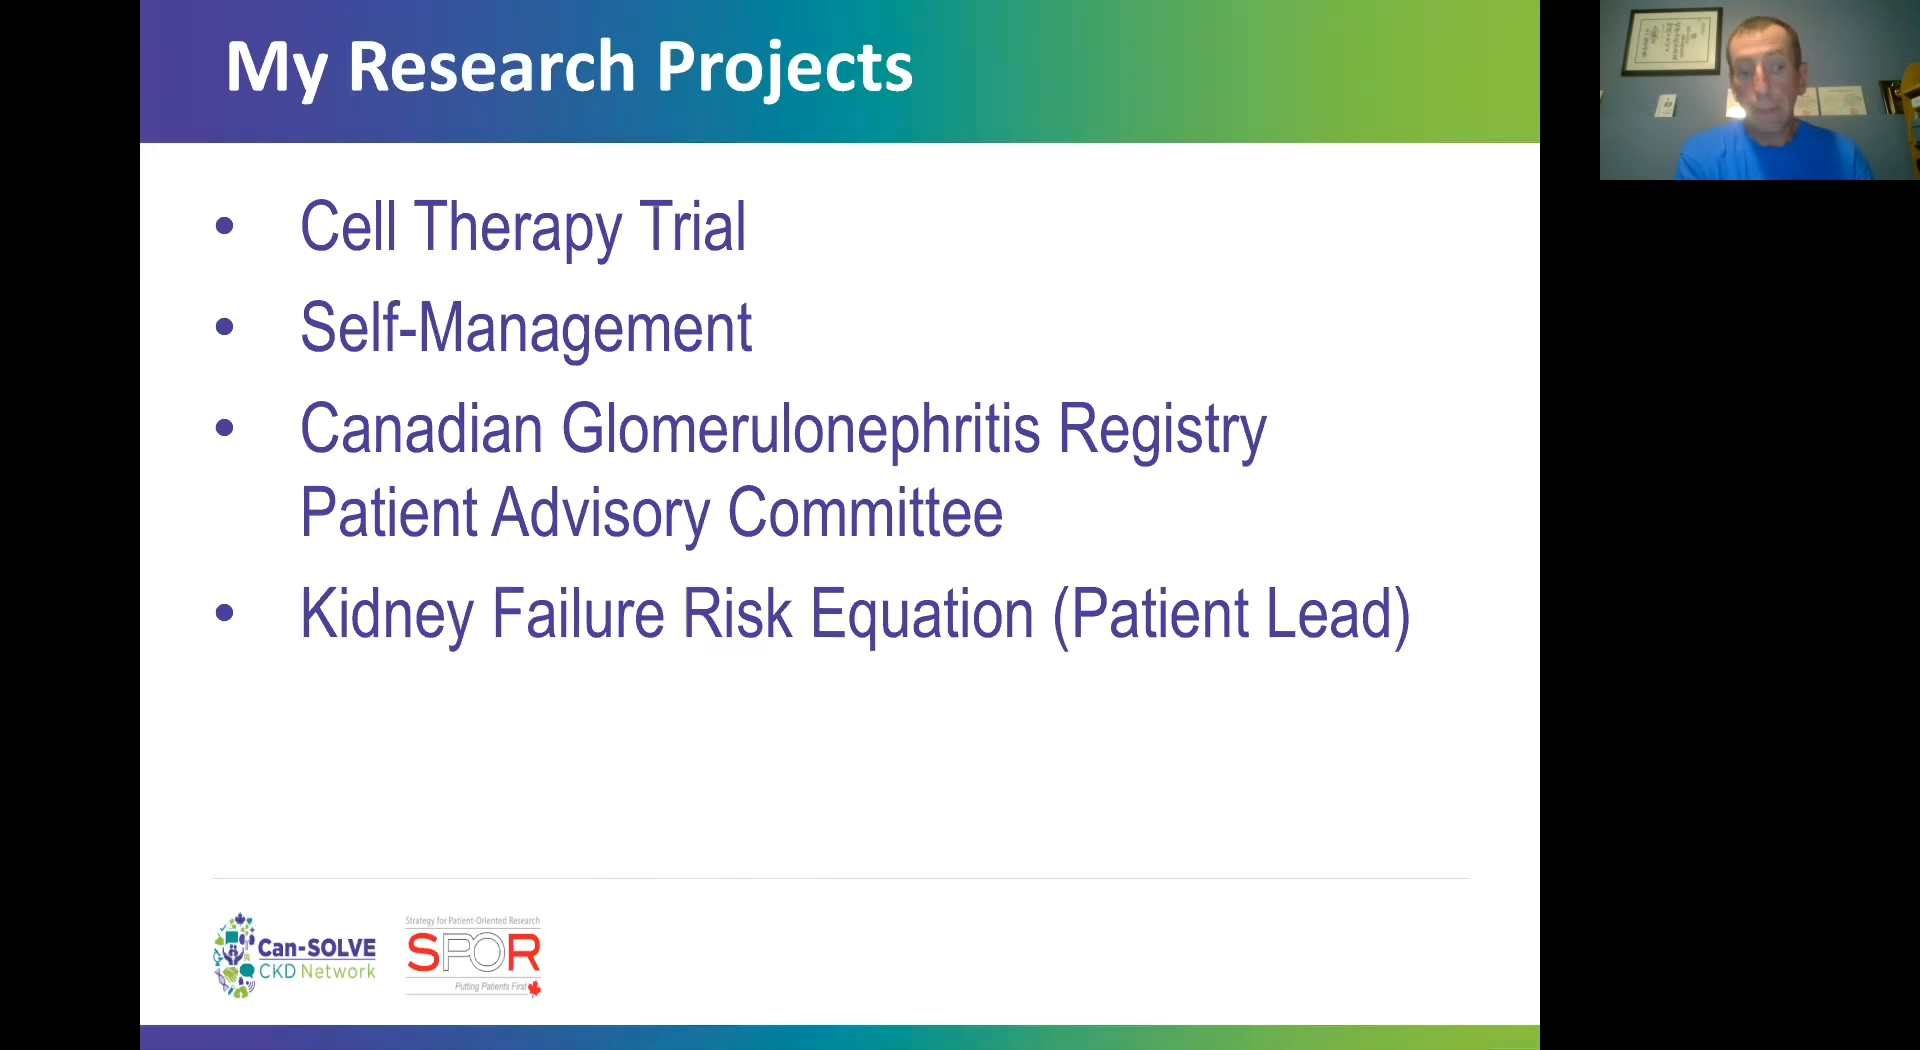 My Research Projects
• Cell Therapy Trial
• Self-Management
• Canadian Glomerulonephritis Registry
Patient Advisory Committee
• Kidney Failure Risk Equation (Patient Lead)
Can-SOLVE
CKD Network
Strategy for Patient-Oriented Research
SPOR
Putting Patients First